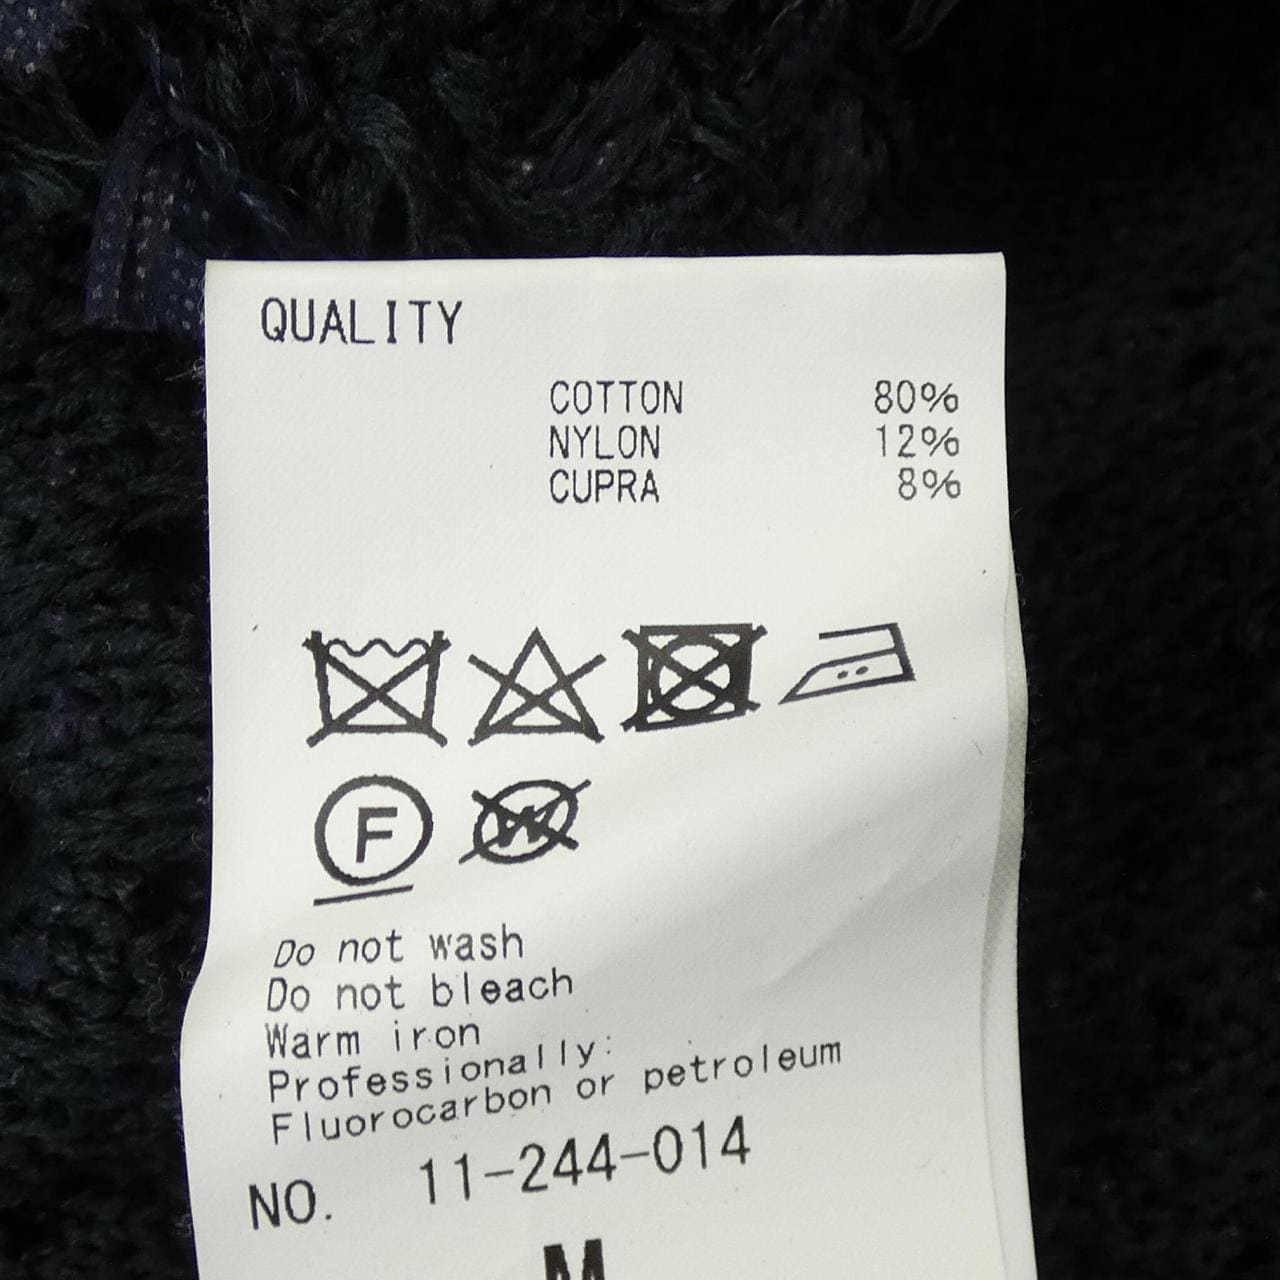 QUALITY
COTTON 80%
NYLON 12%
CUPRA 8%
F
W
Do not wash
Do not bleach
Warm iron
Professionally:
Fluorocarbon or petroleum
NO. 11-244-014
M